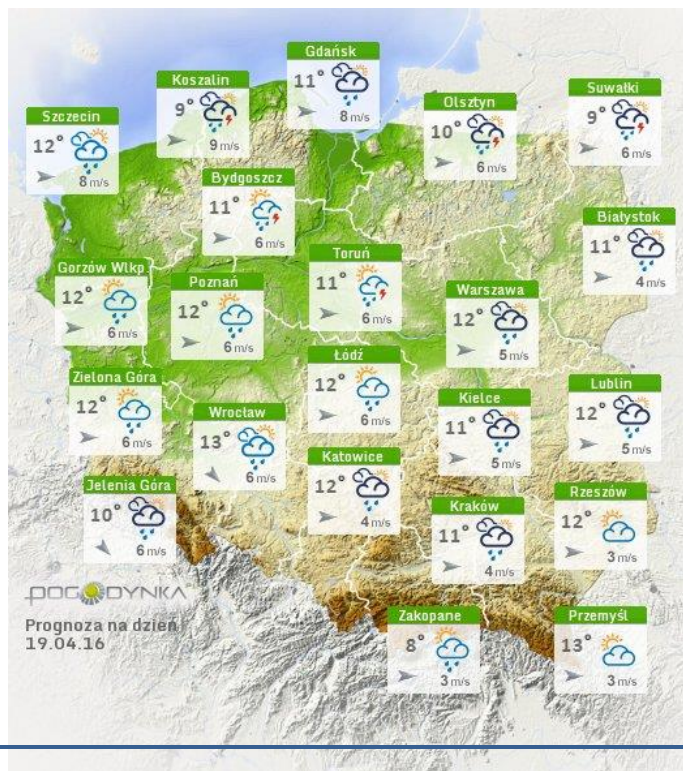 Gdańsk
11°
8 m/s
Koszalin
9°
9 m/s
Suwałki
9°
6 m/s
Olsztyn
10°
6 m/s
Szczecin
12°
8 m/s
Bydgoszcz
11°
6 m/s
Białystok
11°
4 m/s
Toruń
11°
6 m/s
Gorzów Wlkp
12°
6 m/s
Poznań
12°
6 m/s
Warszawa
12°
5 m/s
Łódź
12°
6 m/s
Zielona Góra
12°
6 m/s
Lublin
12°
5 m/s
Kielce
11°
5 m/s
Wrocław
13°
6 m/s
Katowice
12°
4 m/s
Jelenia Góra
10°
6 m/s
Rzeszów
12°
3 m/s
Kraków
11°
4 m/s
POGODYNKA
Prognoza na dzień
19.04.16
Zakopane
8°
3 m/s
Przemyśl
13°
3 m/s